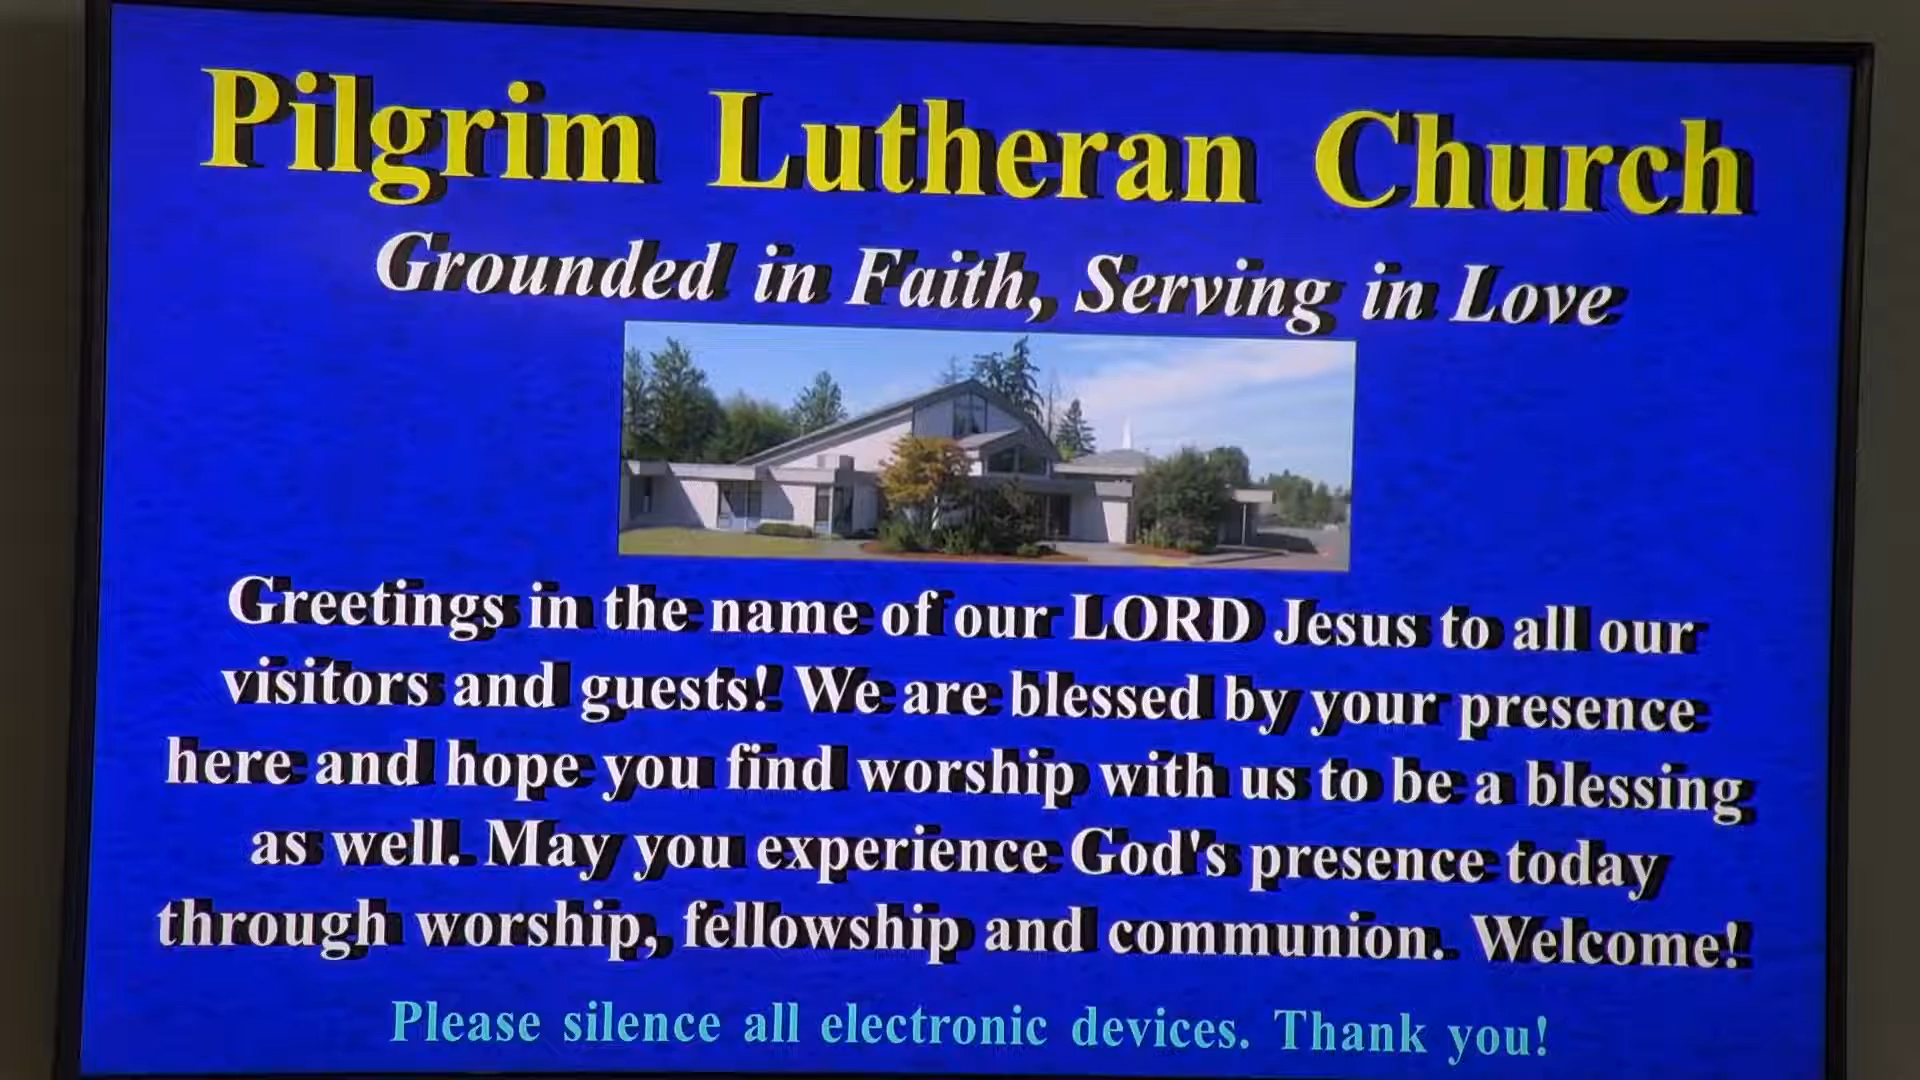 Pilgrim Lutheran Church
Grounded in Faith, Serving in Love
Greetings in the name of our LORD Jesus to all our
visitors and guests! We are blessed by your presence
here and hope you find worship with us to be a blessing
as well. May you experience God's presence today
through worship, fellowship and communion. Welcome!
Please silence all electronic devices. Thank you!